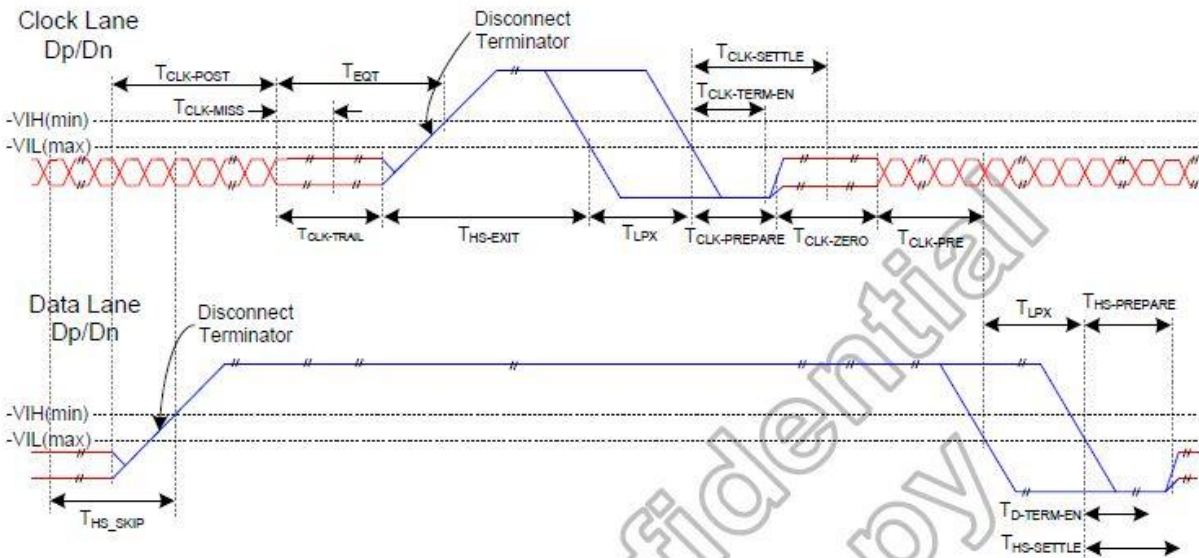 Clock Lane
Dp/Dn
Disconnect
Terminator
TCLK-POST
TEQT
TCLK-SETTLE
TCLK-MISS
TCLK-TERM-EN
-VIH(min)
-VIL(max)
TCLK-TRAIL
THS-EXIT
TLPX
TCLK-PREPARE
TCLK-ZERO
TCLK-PRE
Data Lane
Dp/Dn
Disconnect
Terminator
TLPX
THS-PREPARE
-VIH(min)
-VIL(max)
THS_SKIP
TD-TERM-EN
THS-SETTLE
fidential
py